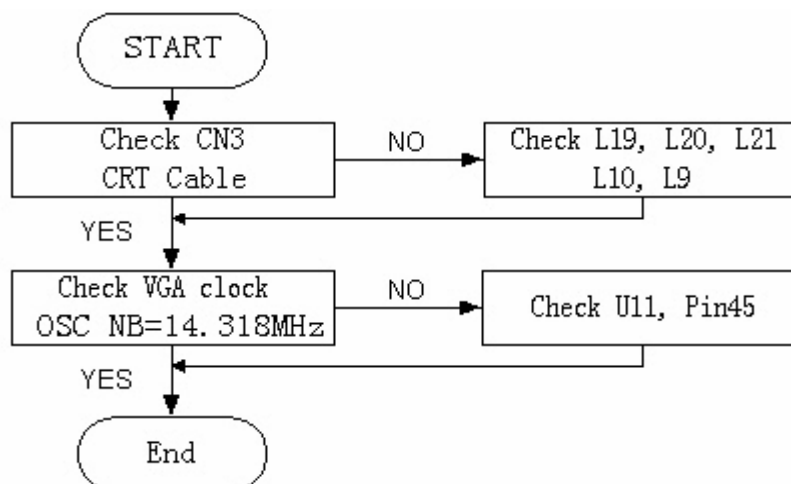 START
Check CN3
CRT Cable
NO
Check L19, L20, L21
L10, L9
YES
Check VGA clock
OSC NB=14.318MHz
NO
Check U11, Pin45
YES
End